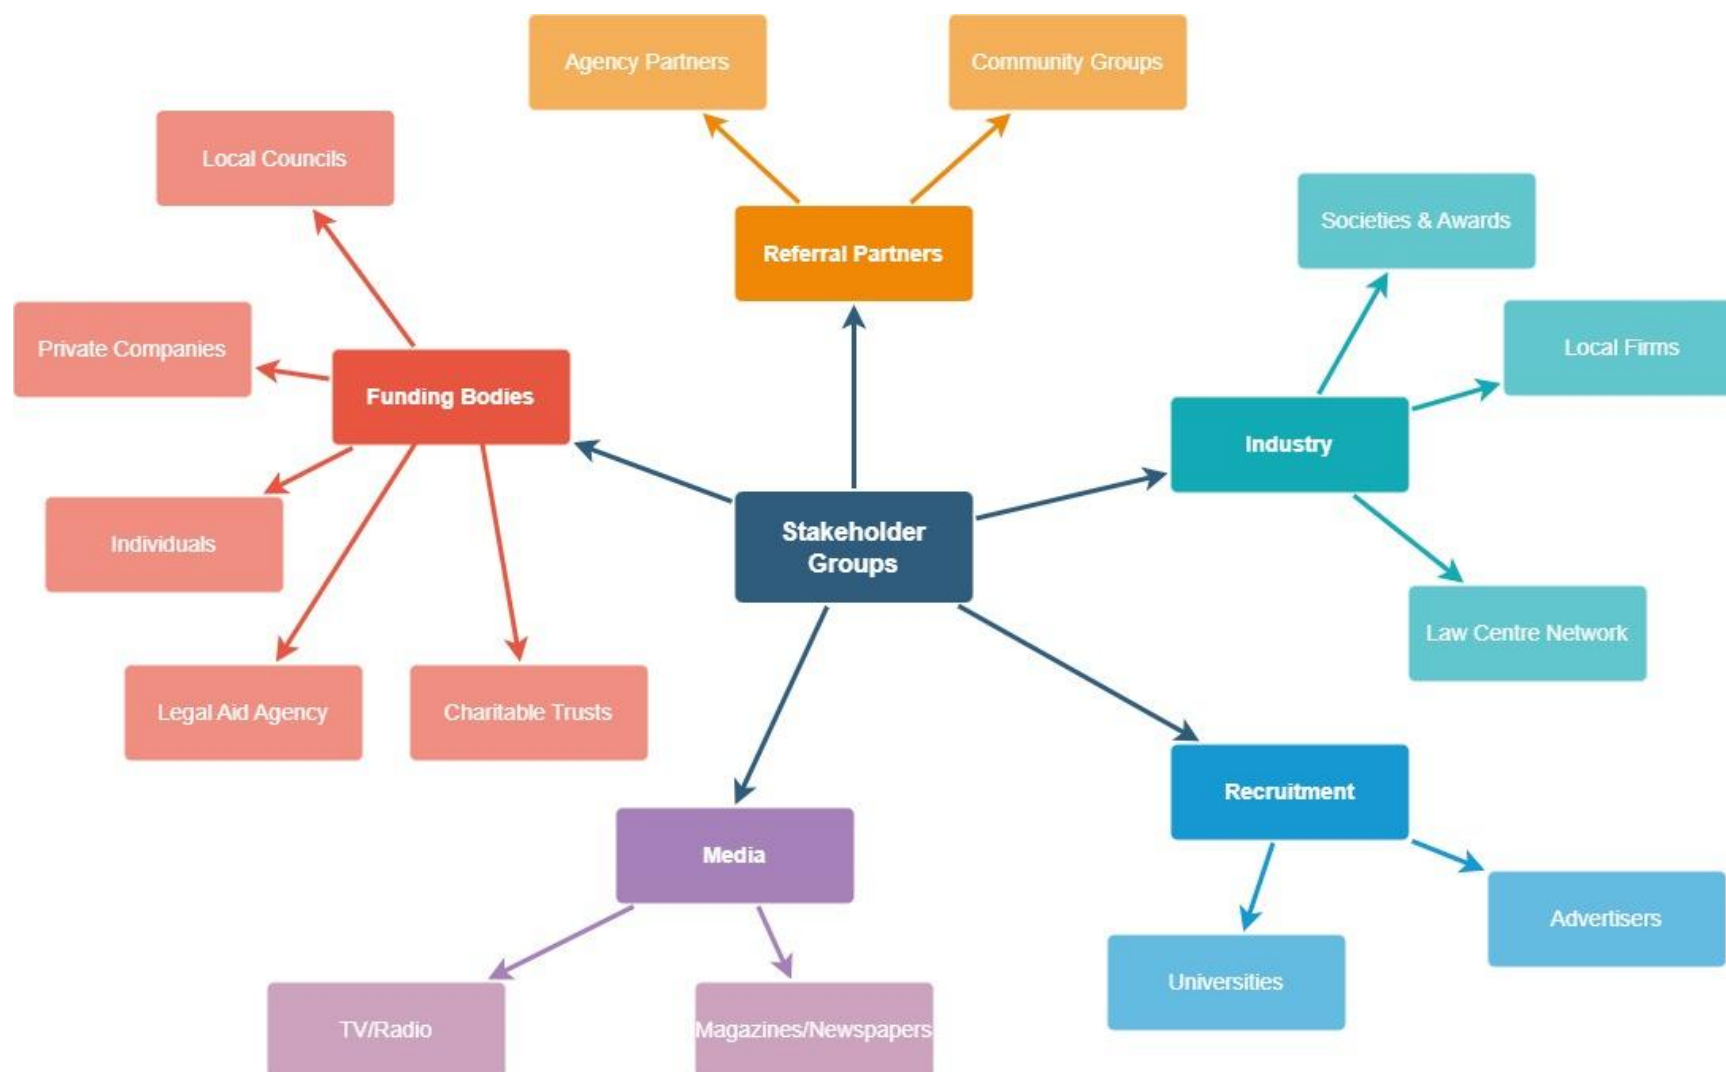 Agency Partners
Community Groups
Local Councils
Societies & Awards
Referral Partners
Private Companies
Local Firms
Funding Bodies
Industry
Stakeholder
Groups
Individuals
Law Centre Network
Legal Aid Agency
Charitable Trusts
Recruitment
Media
Advertisers
Universities
TV/Radio
Magazines/Newspapers